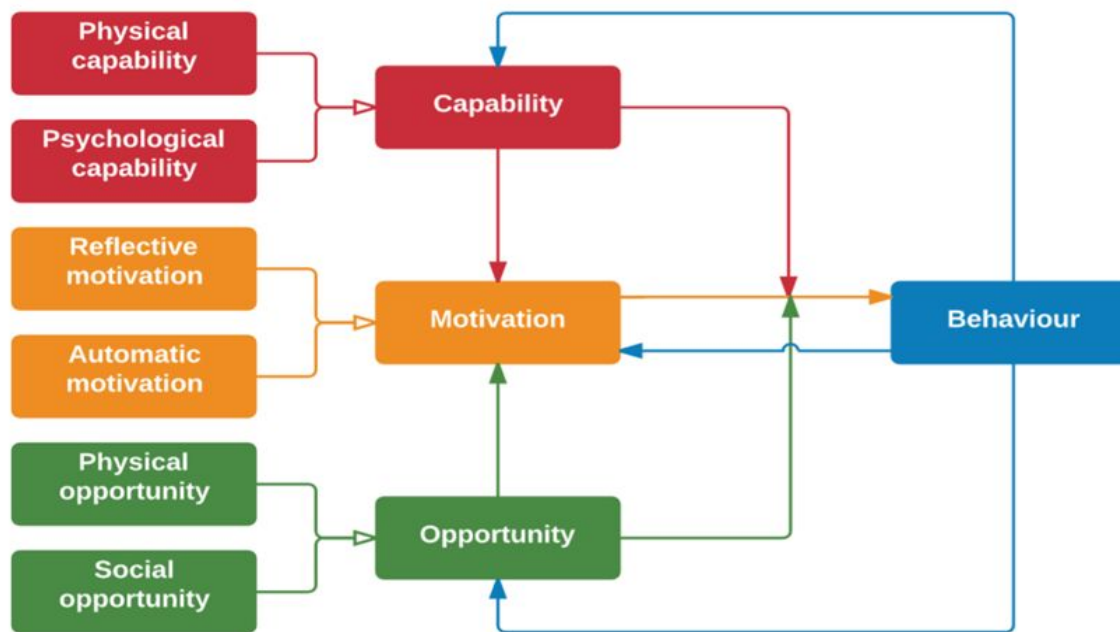 Physical
capability
Psychological
capability
Capability
Reflective
motivation
Automatic
motivation
Motivation
Behaviour
Physical
opportunity
Social
opportunity
Opportunity